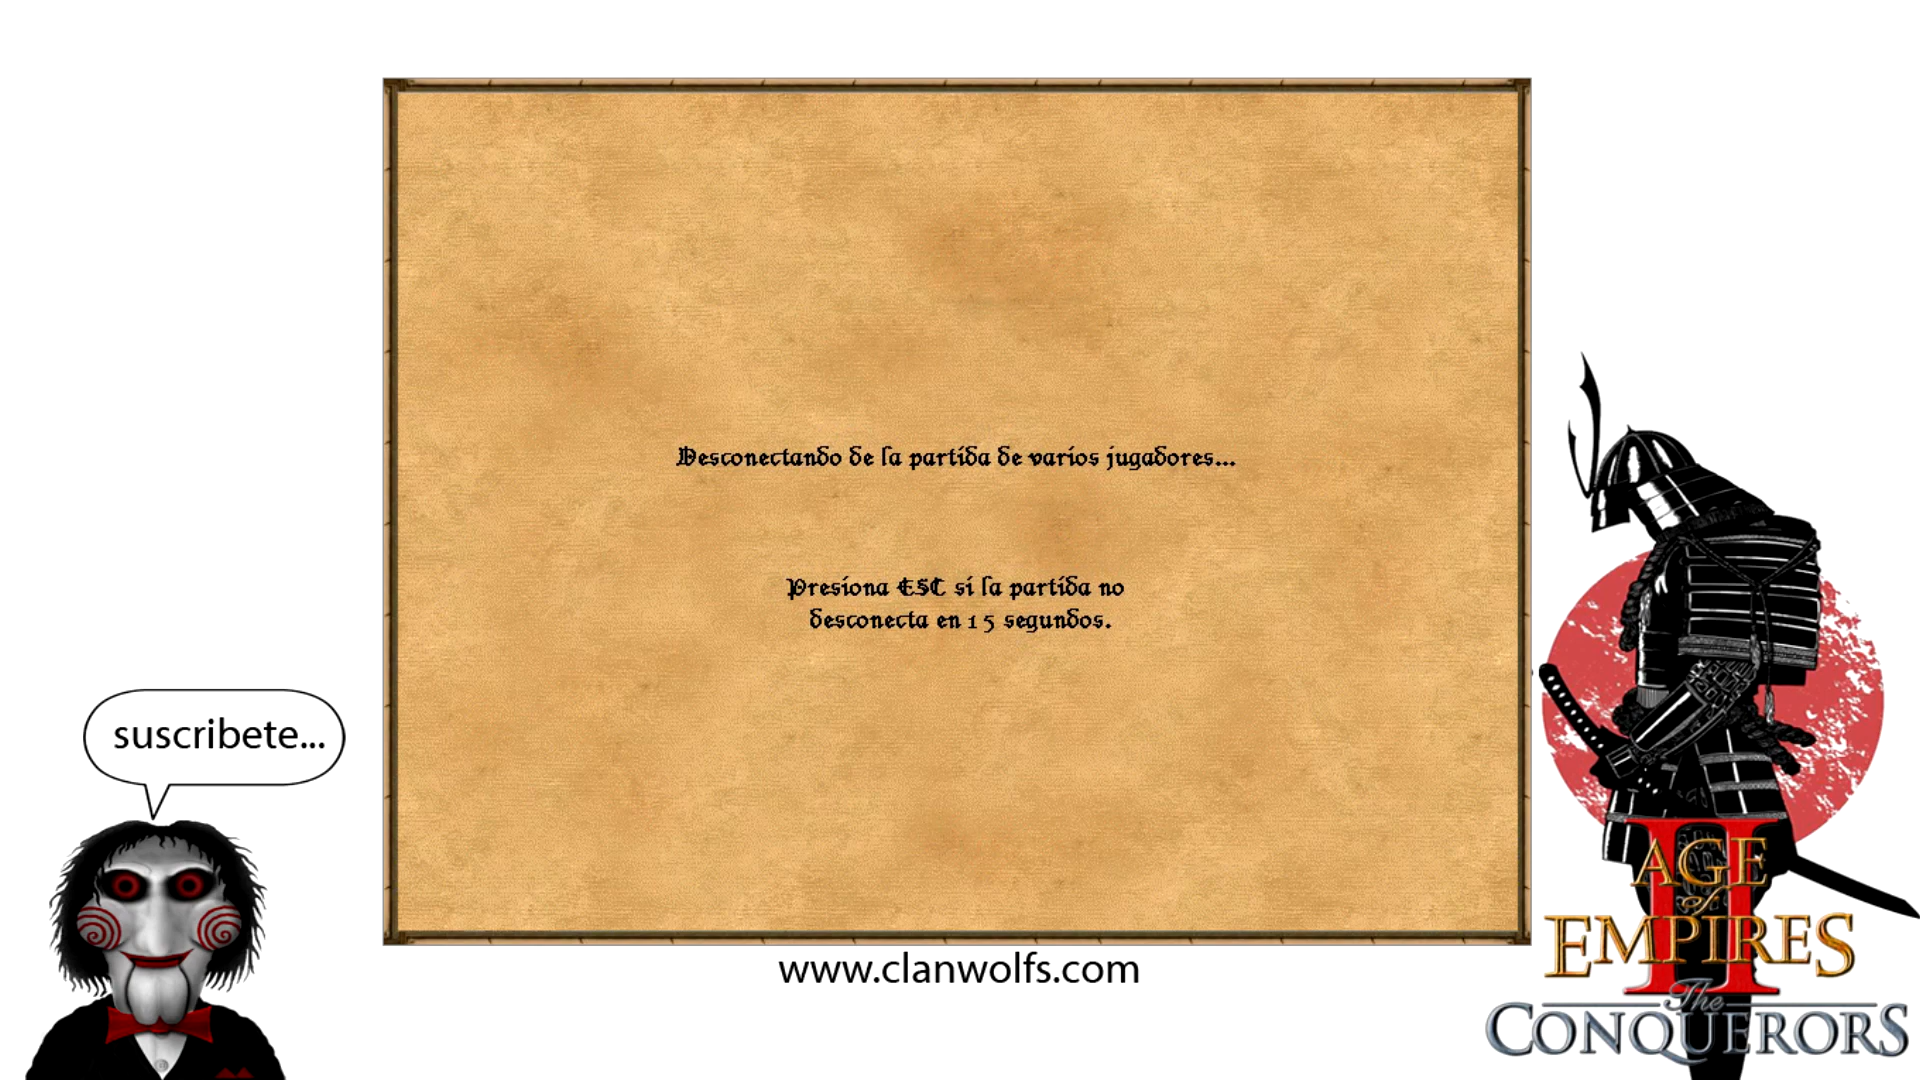 Desconectando de la partida de varios jugadores...
Presiona ESC si la partida no
desconecta en 15 segundos.
suscribete...
www.clanwolfs.com
II
AGE
of
EMPIRES
The
CONQUERORS